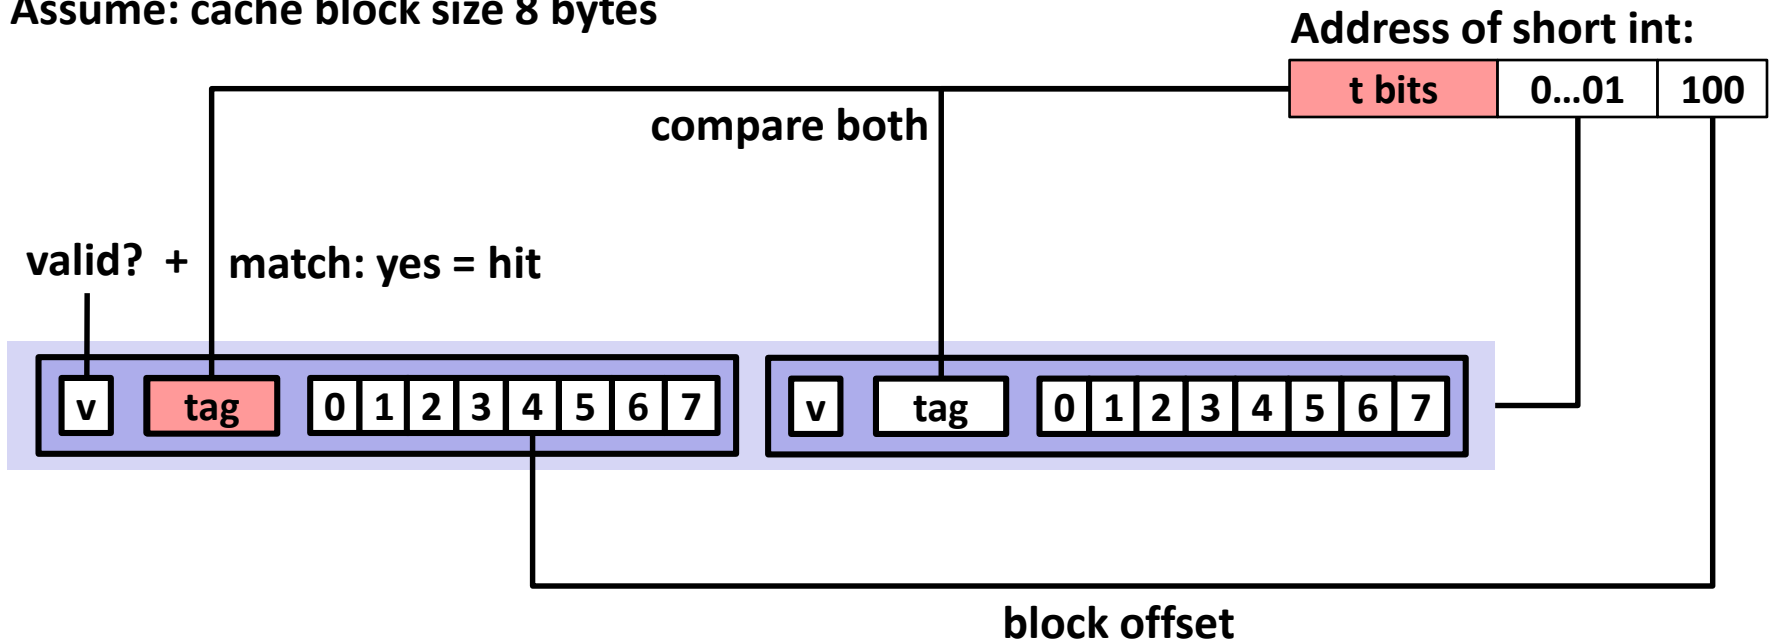 Assume: cache block size 8 bytes
Address of short int:
t bits 0...01 100
compare both
valid? + match: yes = hit
v tag 0 1 2 3 4 5 6 7 v tag 0 1 2 3 4 5 6 7
block offset